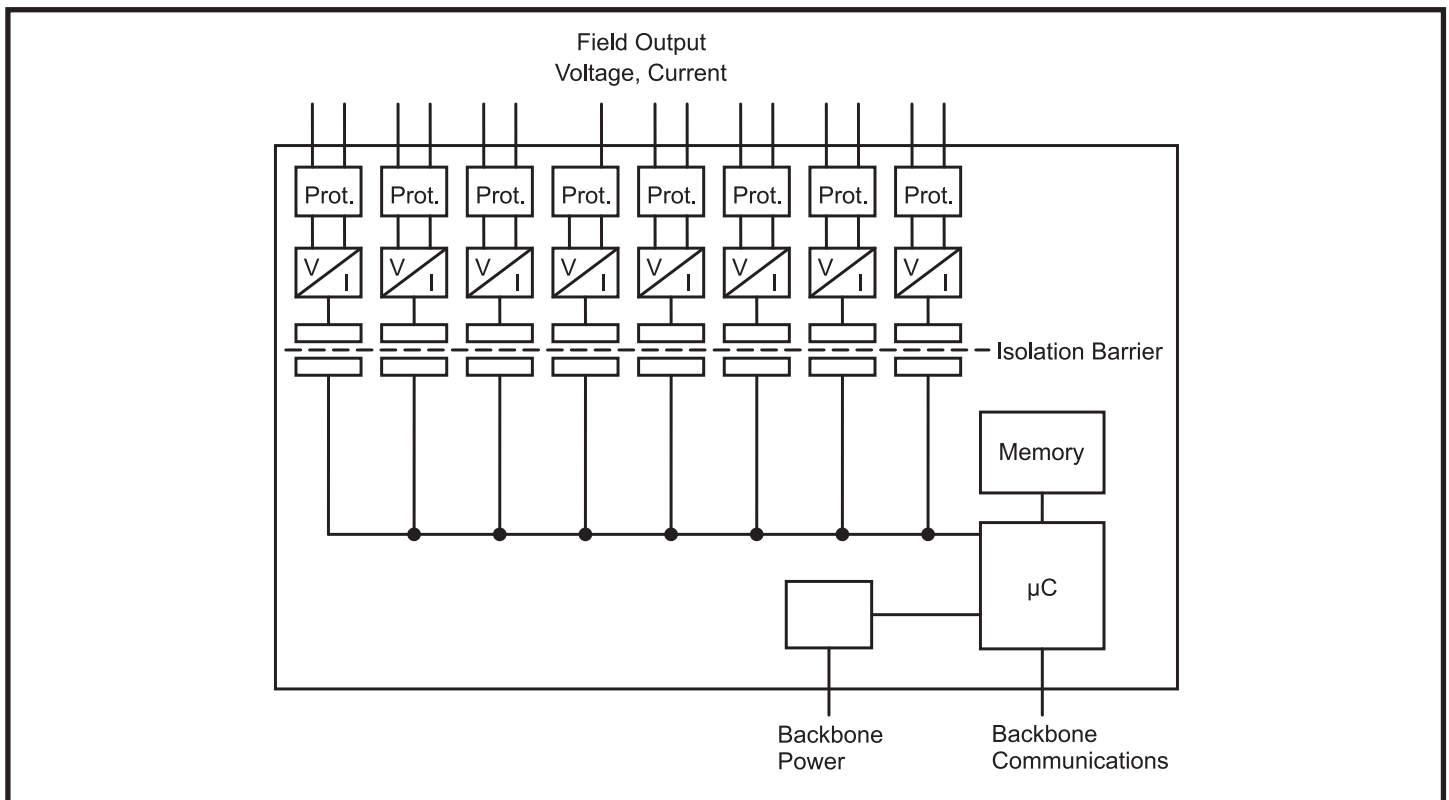 Field Output
Voltage, Current
Prot. Prot. Prot. Prot. Prot. Prot. Prot. Prot.
V I V I V I V I V I V I V I V I
Isolation Barrier
Memory
µC
Backbone
Power
Backbone
Communications